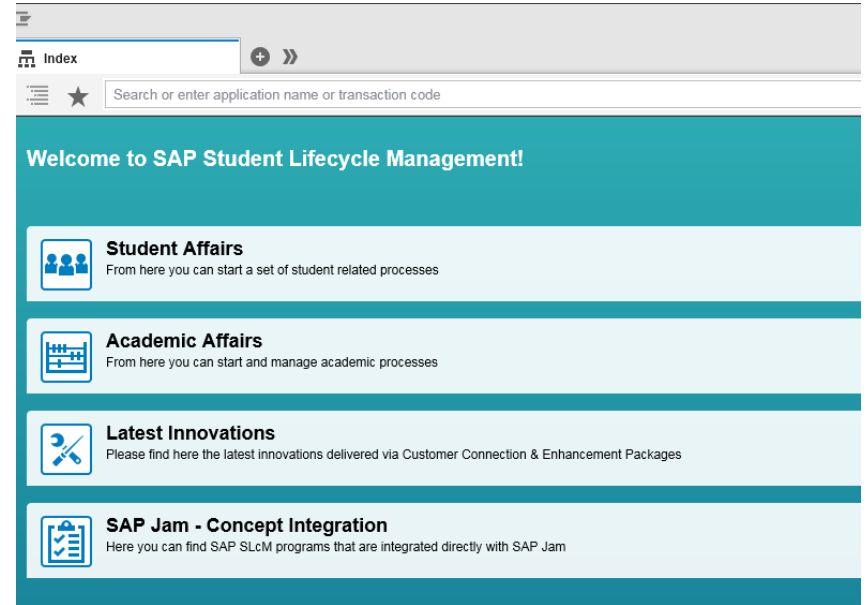 Index
Search or enter application name or transaction code
Welcome to SAP Student Lifecycle Management!
Student Affairs
From here you can start a set of student related processes
Academic Affairs
From here you can start and manage academic processes
Latest Innovations
Please find here the latest innovations delivered via Customer Connection & Enhancement Packages
SAP Jam - Concept Integration
Here you can find SAP SLcM programs that are integrated directly with SAP Jam